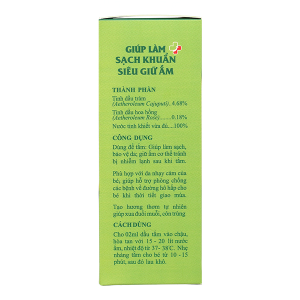 GIÚP LÀM
SẠCH KHUẨN
SIÊU GIỮ ẤM
THÀNH PHẦN
Tinh dầu tràm
(Aetheroleum Cajuputi), 4.68%
Tinh dầu hoa hồng
(Aetheroleum Rosae),.......0.18%
Nước tinh khiết vừa đủ.....100%
CÔNG DỤNG
Dùng để tắm: Giúp làm sạch,
bảo vệ da; giữ ấm cơ thể tránh
bị nhiễm lạnh sau khi tắm.
Phù hợp với da nhạy cảm của
bé, giúp hỗ trợ phòng chống
các bệnh về đường hô hấp cho
bé khi thời tiết giao mùa.
Tạo hương thơm tự nhiên
giúp xua đuổi muỗi, côn trùng
CÁCH DÙNG
Cho 02ml dầu tắm vào chậu,
hòa tan với 15 - 20 lít nước
ấm, nhiệt độ từ 37- 38°C. Nhẹ
nhàng tắm cho bé từ 10 -15
phút, sau đó lau khô.